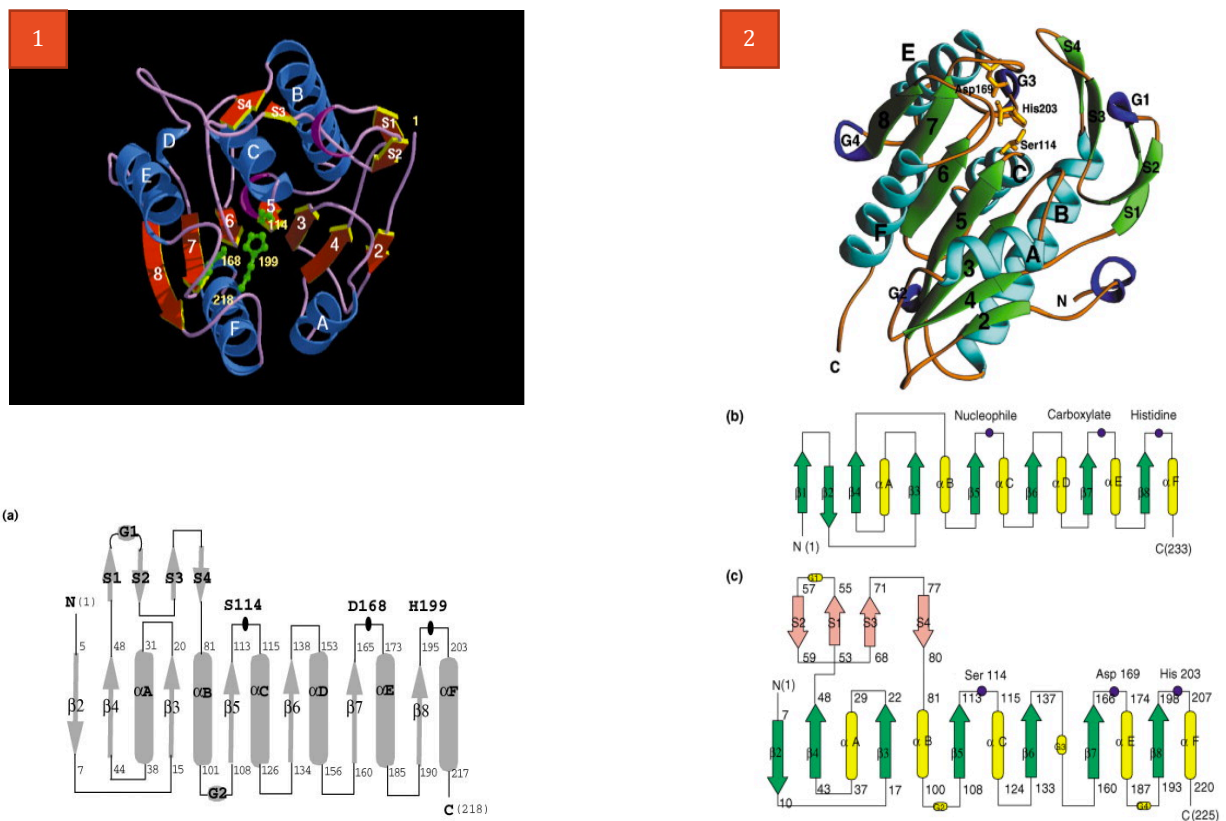 1
B
S4
S3
1
S1
S2
D
C
E
5
6
114
3
7
4
2
168
199
8
218
F
A
2
S4
E
G3
Asp169
G1
His203
8
7
S3
G4
Ser114
6
C
S2
B
5
S1
F
A
3
G2
N
4
2
C
(a)
G1
S1 S2 S3 S4
N(1)
S114 D168 H199
5 48 31 20 81 113 115 138 153 165 173 195 203
β2 β4 αA β3 αB β5 αC β6 αD β7 αE β8 αF
7 44 38 15 101 108 126 134 156 160 185 190 217
G2
C(218)
(b)
Nucleophile Carboxylate Histidine
β1 β2 β4 αA β3 αB β5 αC β6 αD β7 αE β8 αF
N (1) C(233)
(c)
G1
57 55 71 77
S2 S1 S3 S4
59 53 68 80
N(1) Ser 114 Asp 169 His 203
7 48 29 22 81 113 115 137 166 174 198 207
β2 β4 αA β3 αB β5 αC β6 G3 β7 αE β8 αF
10 43 37 17 100 108 124 133 160 187 193 220
G2 G4
C(225)